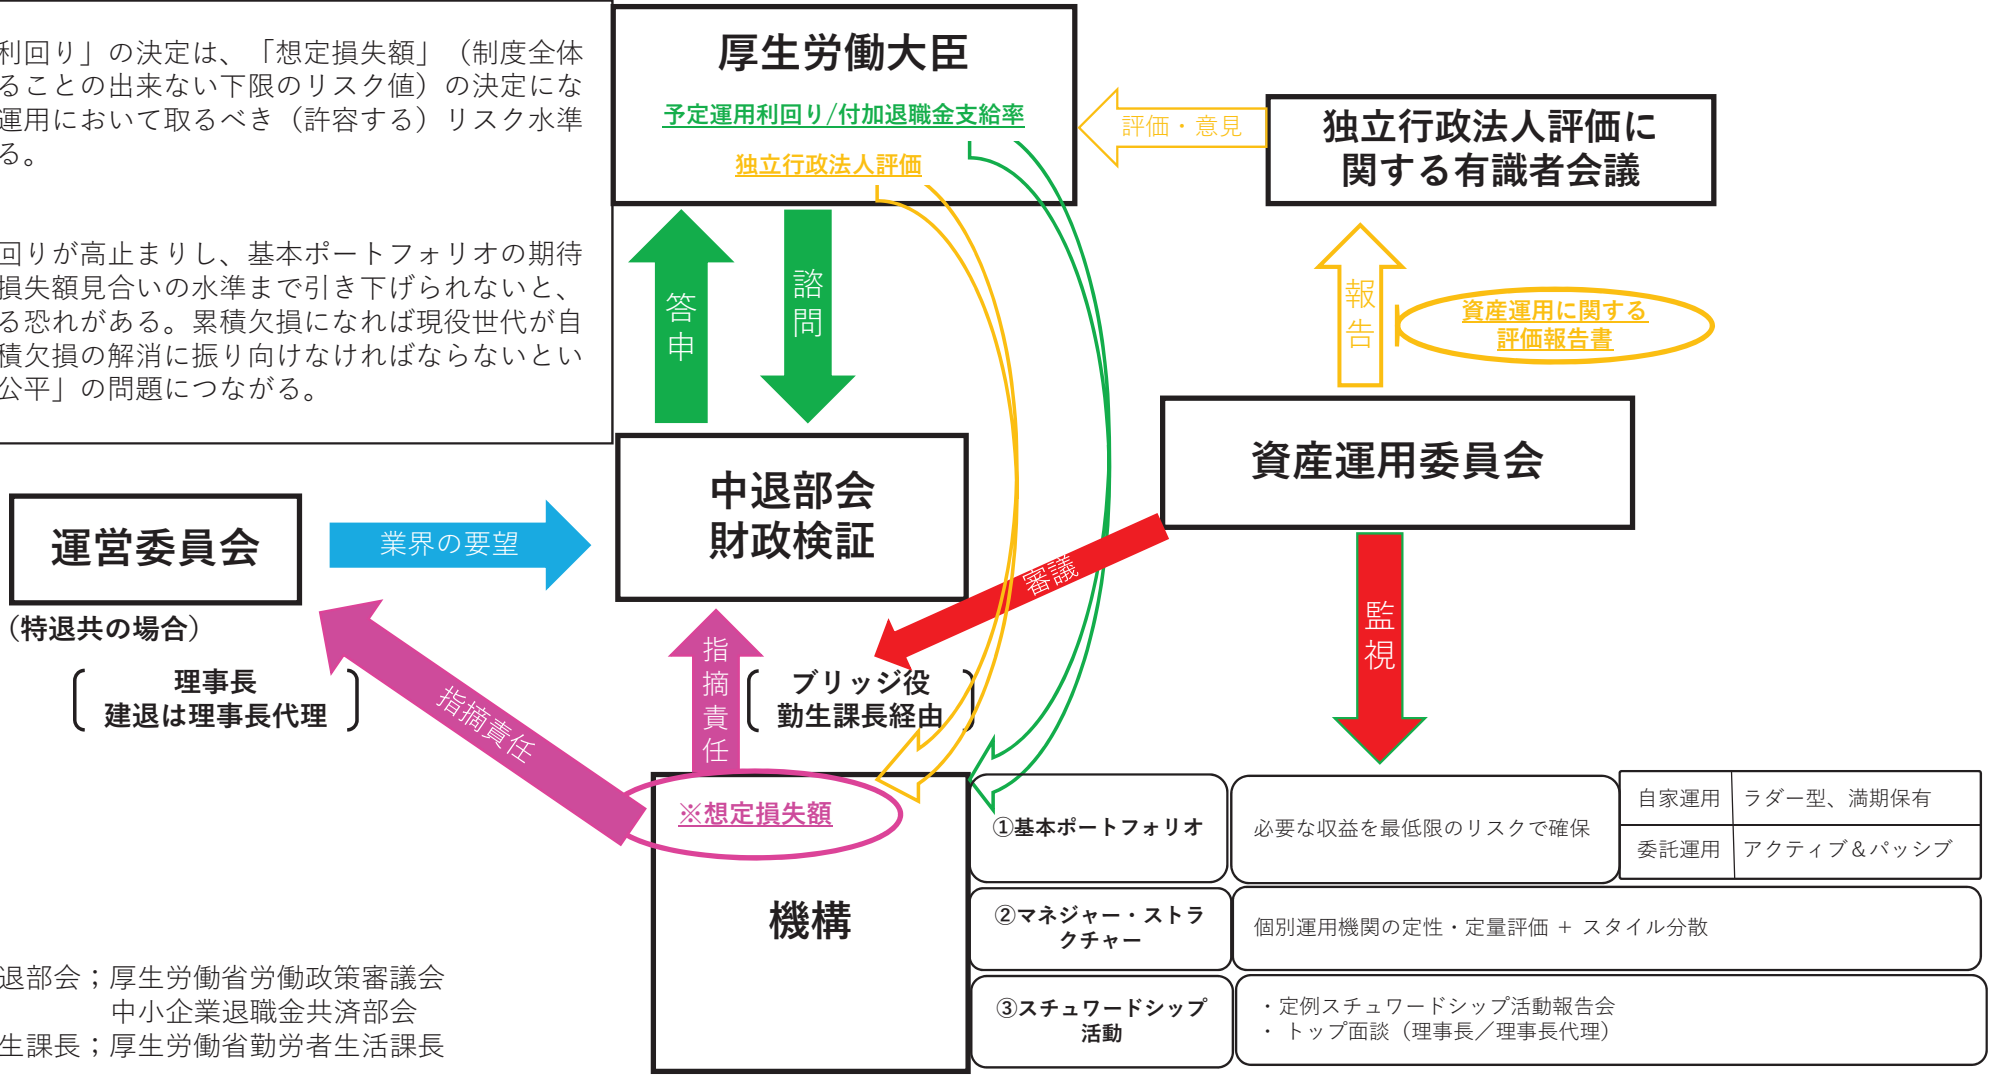 利回り」の決定は、「想定損失額」（制度全体
ることの出来ない下限のリスク値）の決定にな
運用において取るべき（許容する）リスク水準
る。
回りが高止まりし、基本ポートフォリオの期待
損失額見合いの水準まで引き下げられないと、
る恐れがある。累積欠損になれば現役世代が自
積欠損の解消に振り向けなければならないとい
公平」の問題につながる。
厚生労働大臣
予定運用利回り/付加退職金支給率
独立行政法人評価
評価・意見
独立行政法人評価に
関する有識者会議
答申
諮問
報告
資産運用に関する
評価報告書
資産運用委員会
中退部会
財政検証
運営委員会
業界の要望
（特退共の場合）
審議
監視
理事長
建退は理事長代理
指摘責任
指摘責任
ブリッジ役
勤生課長経由
※想定損失額
機構
①基本ポートフォリオ
必要な収益を最低限のリスクで確保
自家運用 ラダー型、満期保有
委託運用 アクティブ＆パッシブ
②マネジャー・ストラ
クチャー
個別運用機関の定性・定量評価 + スタイル分散
③スチュワードシップ
活動
・定例スチュワードシップ活動報告会
・トップ面談（理事長／理事長代理）
退部会；厚生労働省労働政策審議会
中小企業退職金共済部会
生課長；厚生労働省勤労者生活課長